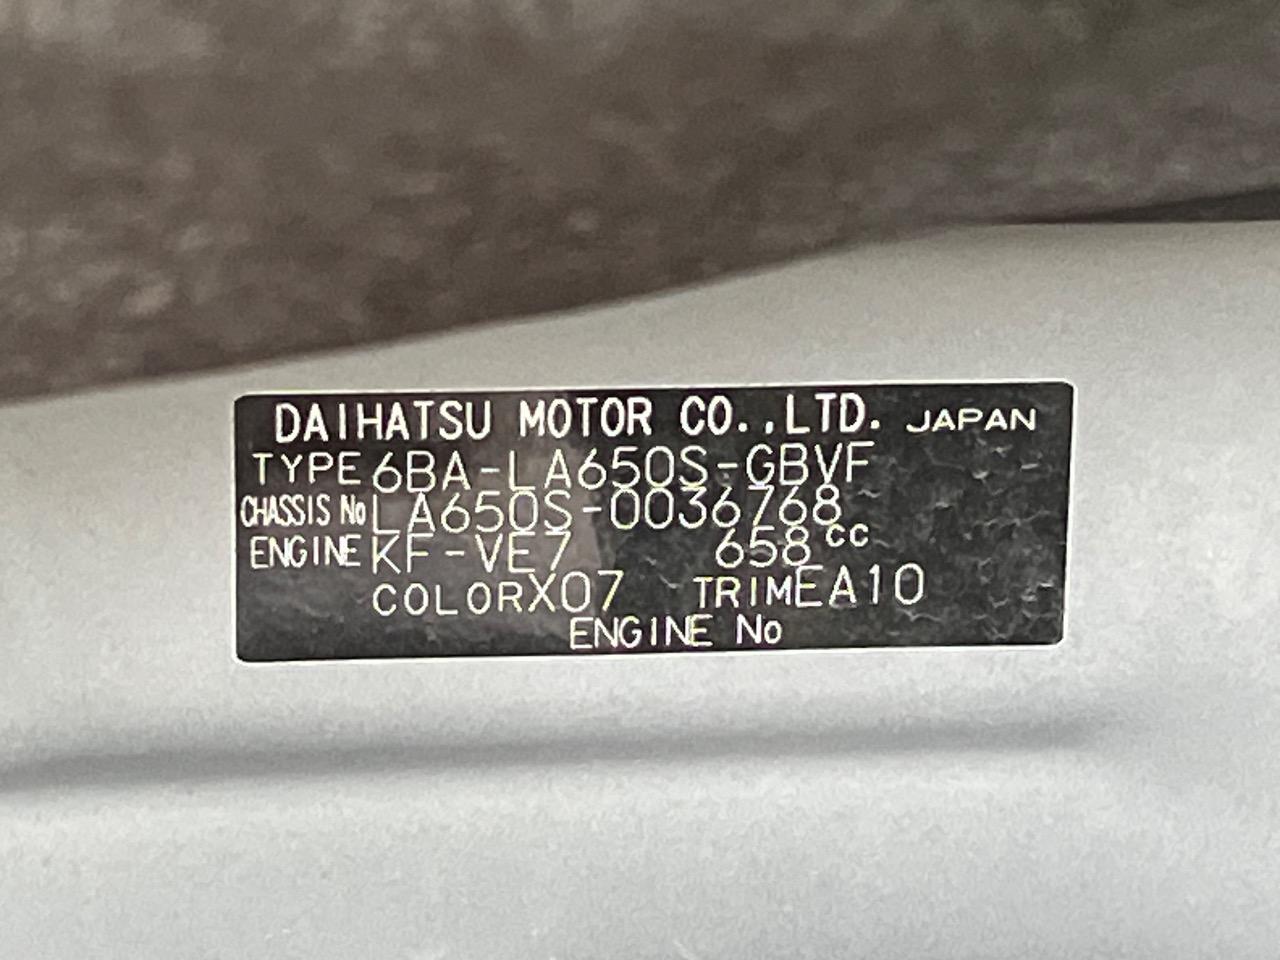 DAIHATSU MOTOR CO.,LTD. JAPAN
TYPE 6BA-LA650S-GBVF
CHASSIS No LA650S-0036768
ENGINE KF-VE7 658cc
COLOR X07 TRIM EA10
ENGINE No